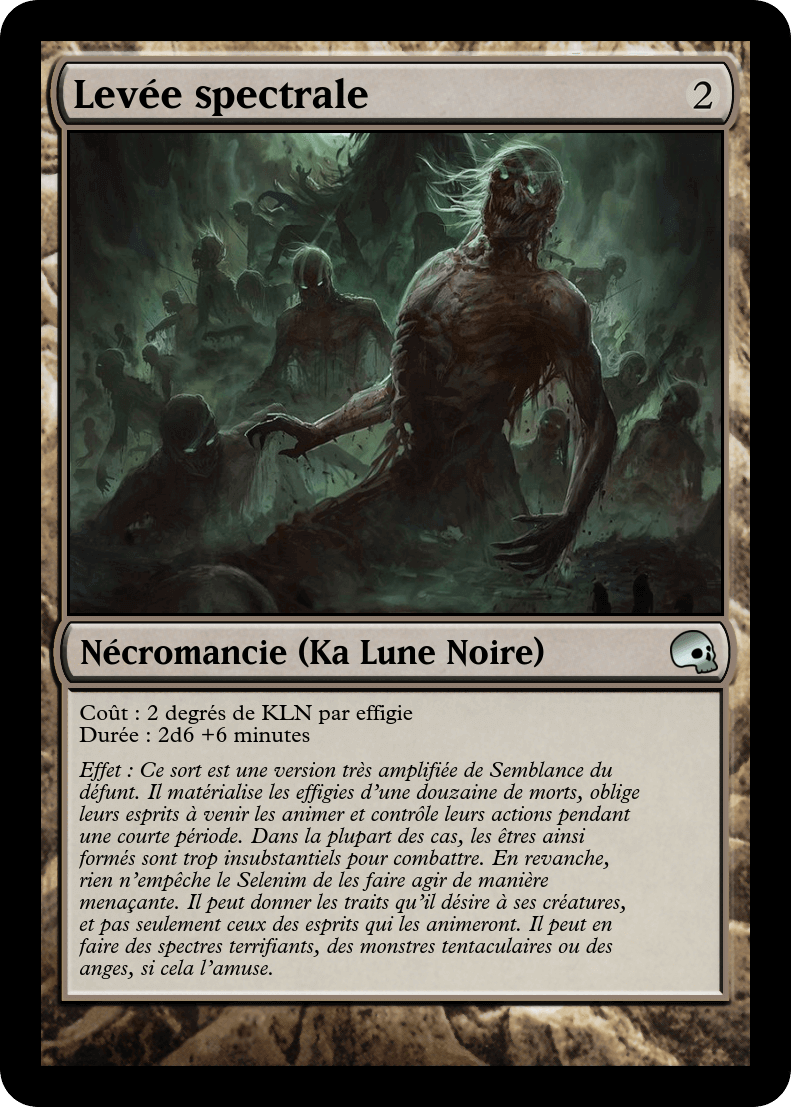 Levée spectrale 2
Nécromancie (Ka Lune Noire)
Coût : 2 degrés de KLN par effigie
Durée : 2d6 +6 minutes
Effet : Ce sort est une version très amplifiée de Semblance du
défunt. Il matérialise les effigies d’une douzaine de morts, oblige
leurs esprits à venir les animer et contrôle leurs actions pendant
une courte période. Dans la plupart des cas, les êtres ainsi
formés sont trop insubstantiels pour combattre. En revanche,
rien n’empêche le Selenim de les faire agir de manière
menaçante. Il peut donner les traits qu’il désire à ses créatures,
et pas seulement ceux des esprits qui les animeront. Il peut en
faire des spectres terrifiants, des monstres tentaculaires ou des
anges, si cela l’amuse.